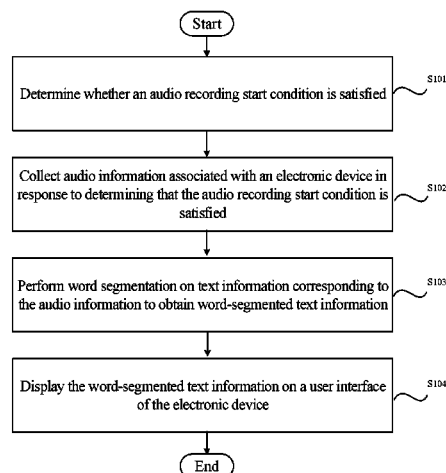 Start
Determine whether an audio recording start condition is satisfied
S101
Collect audio information associated with an electronic device in
response to determining that the audio recording start condition is
satisfied
S102
Perform word segmentation on text information corresponding to
the audio information to obtain word-segmented text information
S103
Display the word-segmented text information on a user interface
of the electronic device
S104
End